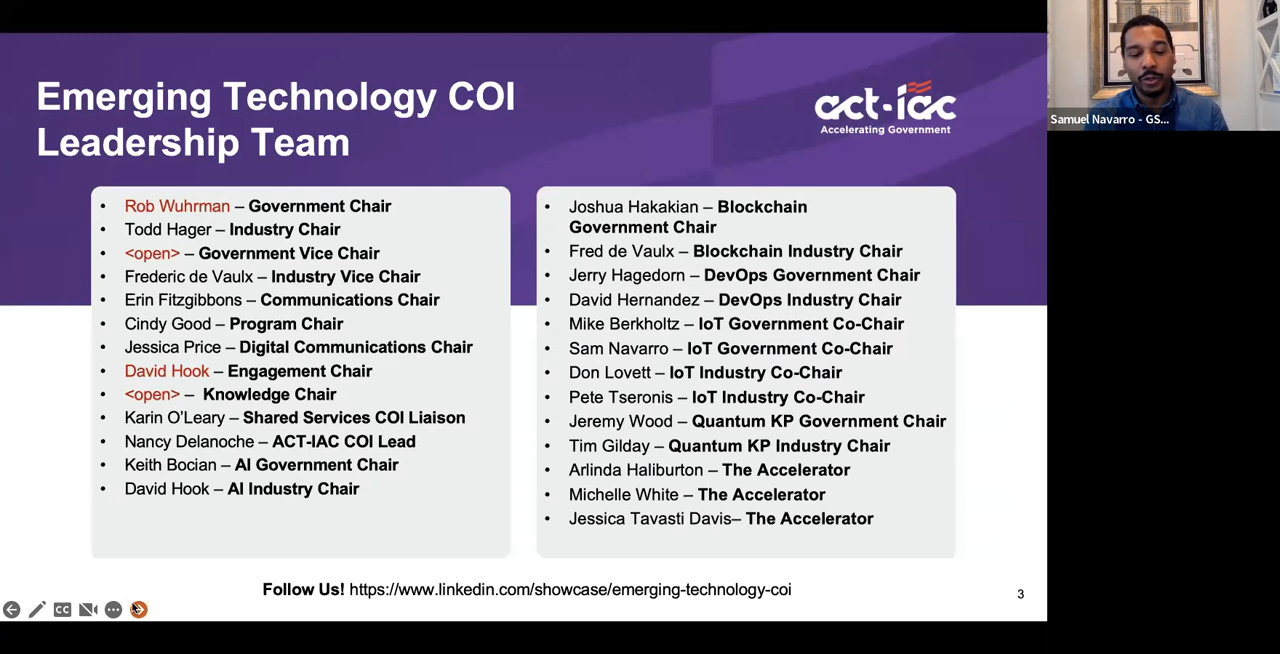 Emerging Technology COI
Leadership Team
act-iac
Accelerating Government
Samuel Navarro - GS...
• Rob Wuhrman – Government Chair
• Todd Hager – Industry Chair
• <open> – Government Vice Chair
• Frederic de Vaulx – Industry Vice Chair
• Erin Fitzgibbons – Communications Chair
• Cindy Good – Program Chair
• Jessica Price – Digital Communications Chair
• David Hook – Engagement Chair
• <open> – Knowledge Chair
• Karin O’Leary – Shared Services COI Liaison
• Nancy Delanoche – ACT-IAC COI Lead
• Keith Bocian – AI Government Chair
• David Hook – AI Industry Chair
• Joshua Hakakian – Blockchain
Government Chair
• Fred de Vaulx – Blockchain Industry Chair
• Jerry Hagedorn – DevOps Government Chair
• David Hernandez – DevOps Industry Chair
• Mike Berkholtz – IoT Government Co-Chair
• Sam Navarro – IoT Government Co-Chair
• Don Lovett – IoT Industry Co-Chair
• Pete Tseronis – IoT Industry Co-Chair
• Jeremy Wood – Quantum KP Government Chair
• Tim Gilday – Quantum KP Industry Chair
• Arlinda Haliburton – The Accelerator
• Michelle White – The Accelerator
• Jessica Tavasti Davis– The Accelerator
Follow Us! https://www.linkedin.com/showcase/emerging-technology-coi
3
CC